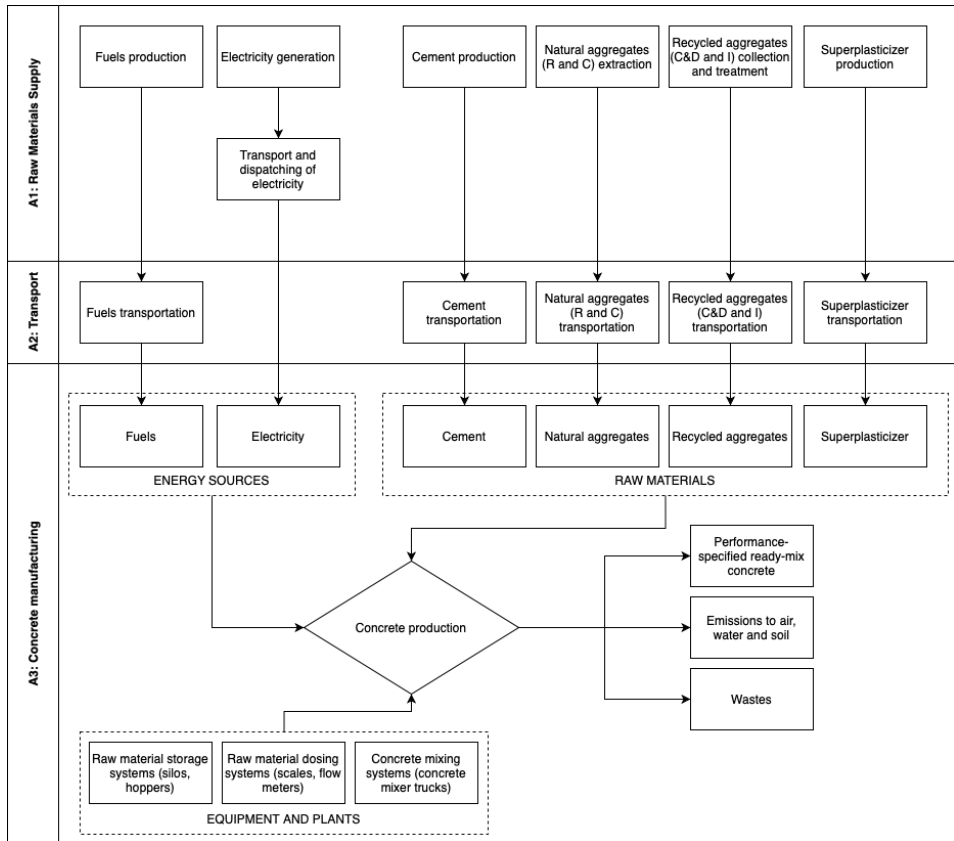 A1: Raw Materials Supply
Fuels production
Electricity generation
Cement production
Natural aggregates
(R and C) extraction
Recycled aggregates
(C&D and I) collection
and treatment
Superplasticizer
production
Transport and
dispatching of
electricity
A2: Transport
Fuels transportation
Cement
transportation
Natural aggregates
(R and C)
transportation
Recycled aggregates
(C&D and I)
transportation
Superplasticizer
transportation
A3: Concrete manufacturing
Fuels
Electricity
ENERGY SOURCES
Cement
Natural aggregates
Recycled aggregates
Superplasticizer
RAW MATERIALS
Concrete production
Performance-
specified ready-mix
concrete
Emissions to air,
water and soil
Wastes
Raw material storage
systems (silos,
hoppers)
Raw material dosing
systems (scales, flow
meters)
Concrete mixing
systems (concrete
mixer trucks)
EQUIPMENT AND PLANTS